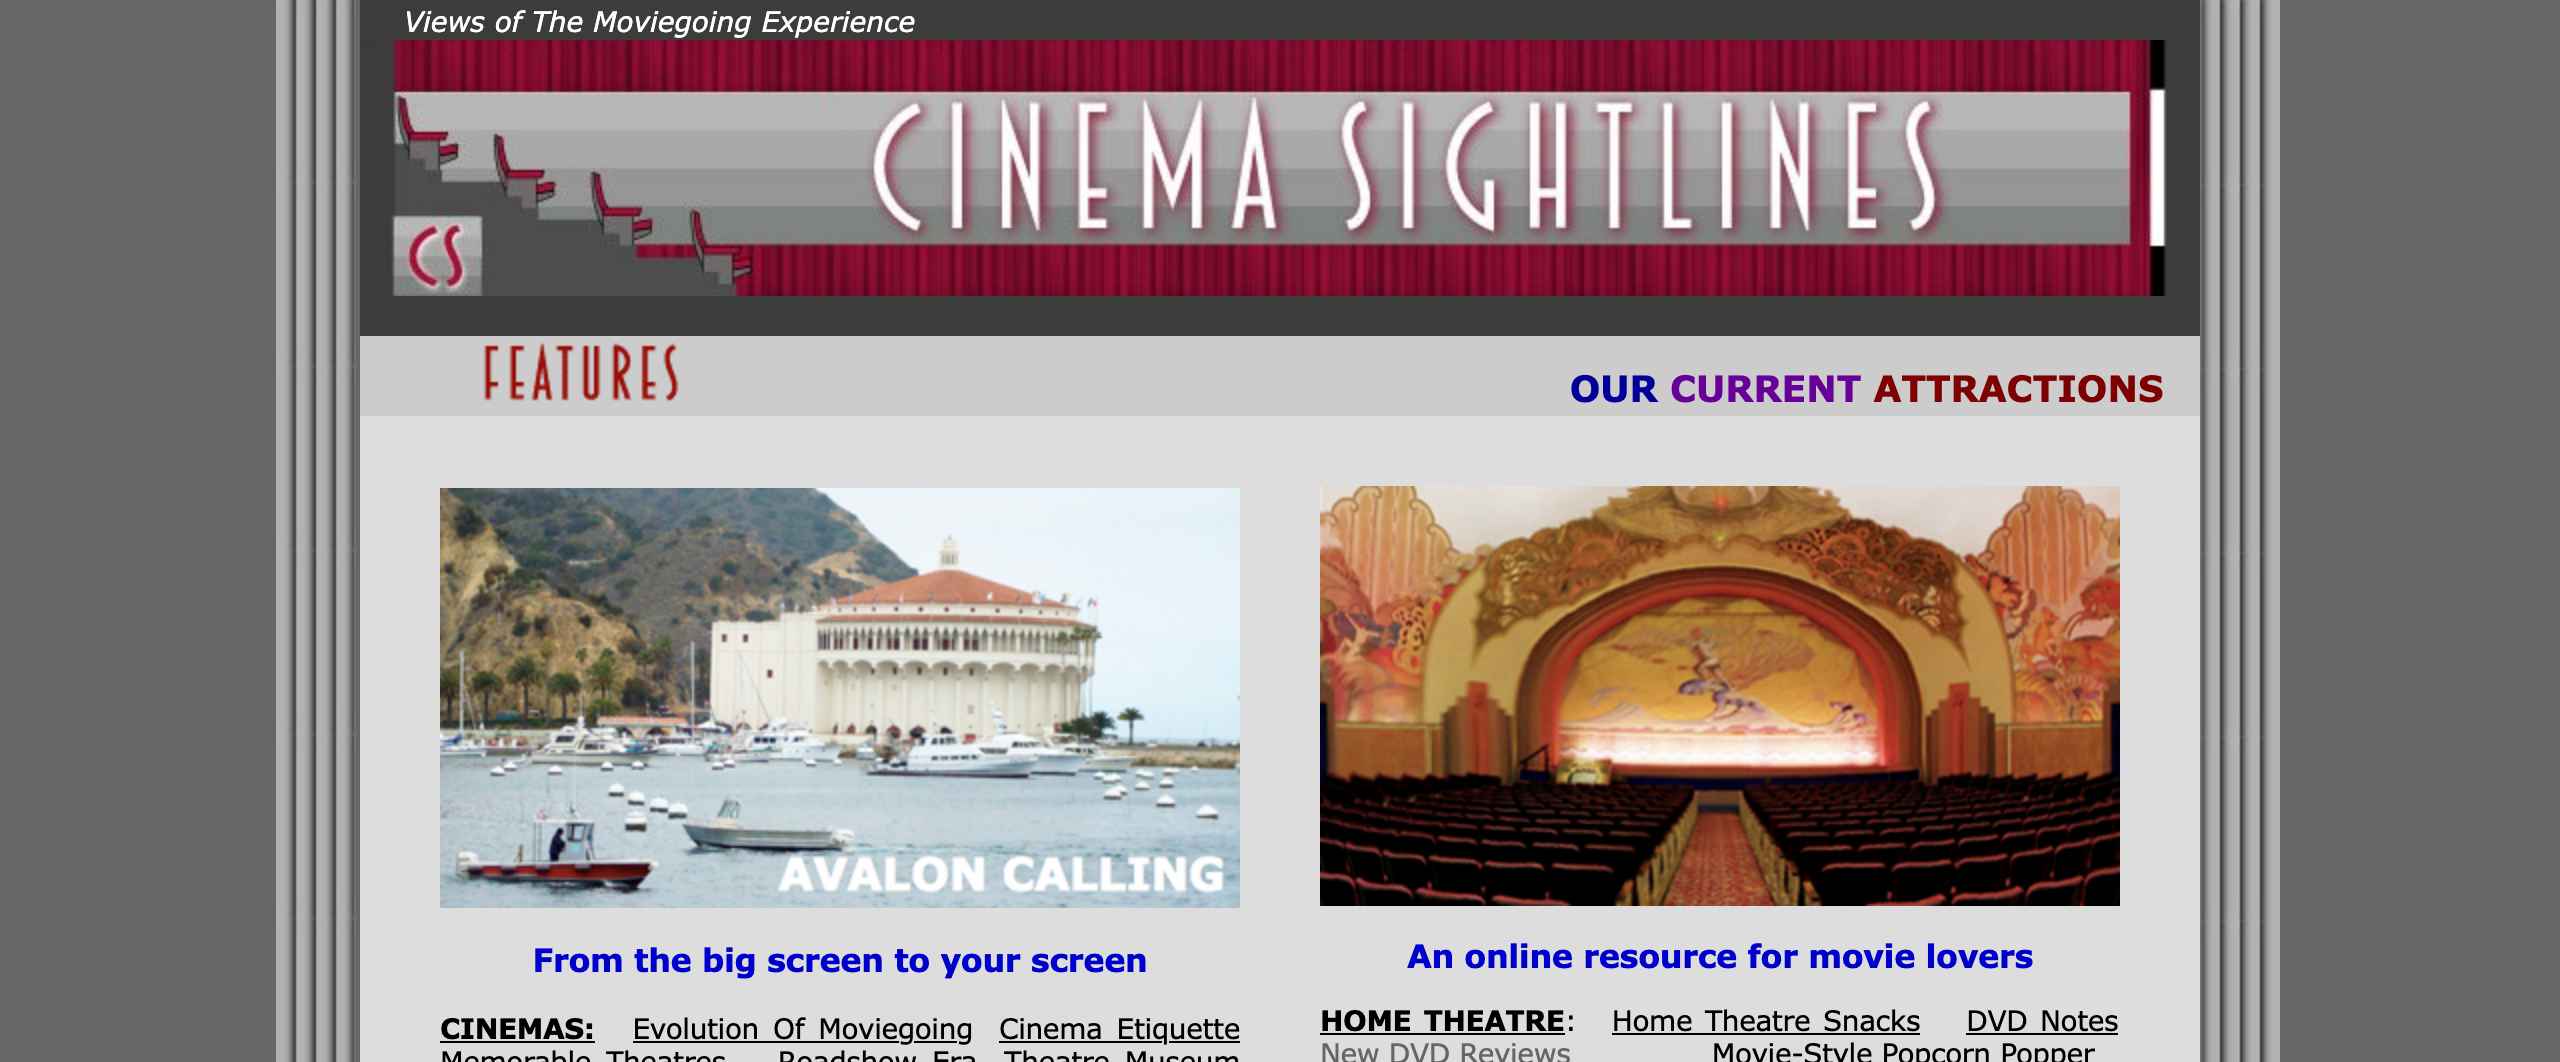 Views of The Moviegoing Experience
CINEMA SIGHTLINES
CS
FEATURES
OUR CURRENT ATTRACTIONS
AVALON CALLING
From the big screen to your screen
CINEMAS: Evolution Of Moviegoing Cinema Etiquette
Memorable Theatres Roadshow Era Theatre Museum
An online resource for movie lovers
HOME THEATRE: Home Theatre Snacks DVD Notes
New DVD Reviews Movie-Style Popcorn Popper